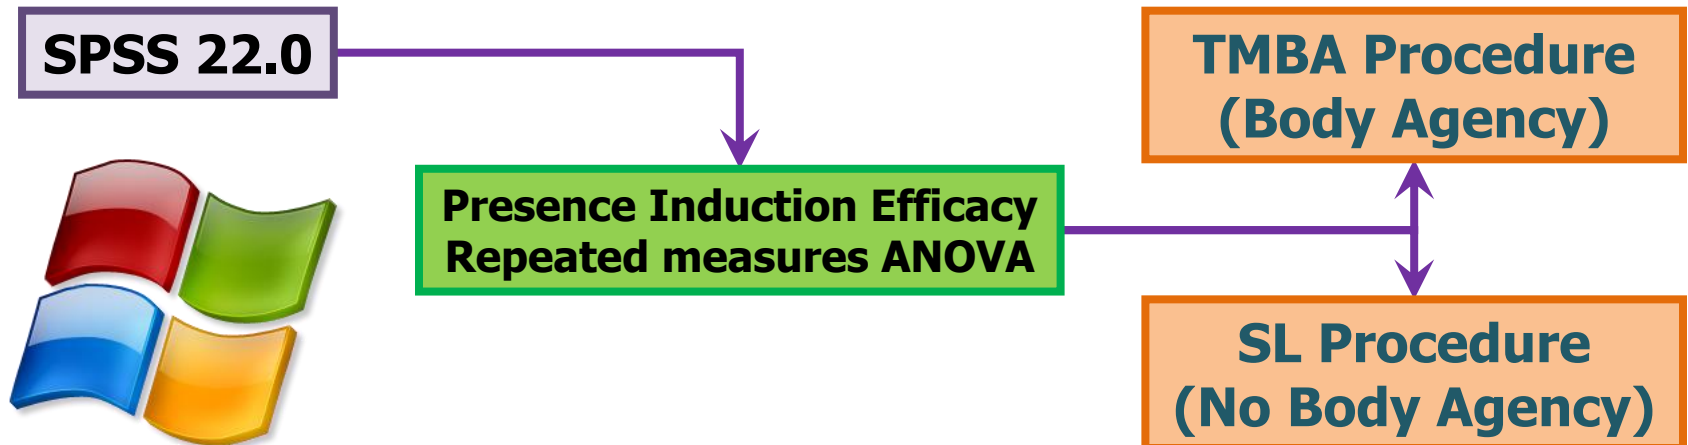 SPSS 22.0
Presence Induction Efficacy
Repeated measures ANOVA
TMBA Procedure
(Body Agency)
SL Procedure
(No Body Agency)